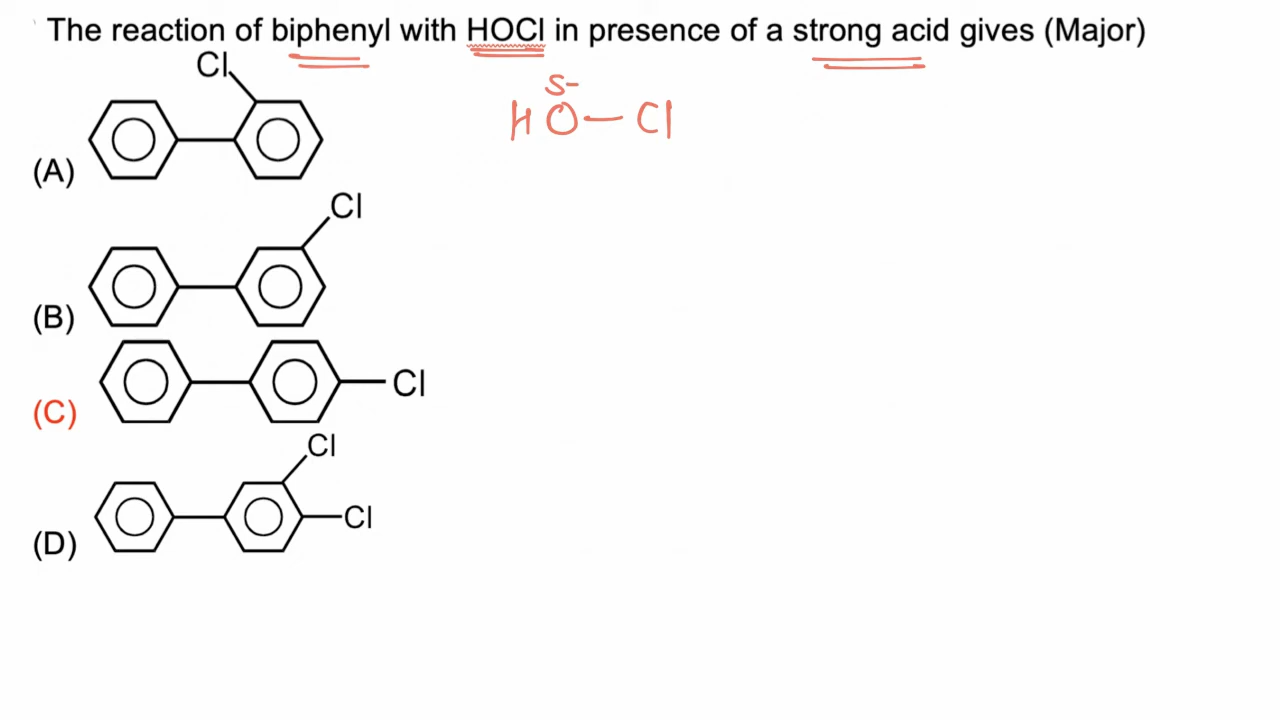 The reaction of biphenyl with HOCl in presence of a strong acid gives (Major)
Cl
δ-
H O — Cl
(A)
Cl
(B)
Cl
(C)
Cl
Cl
(D)